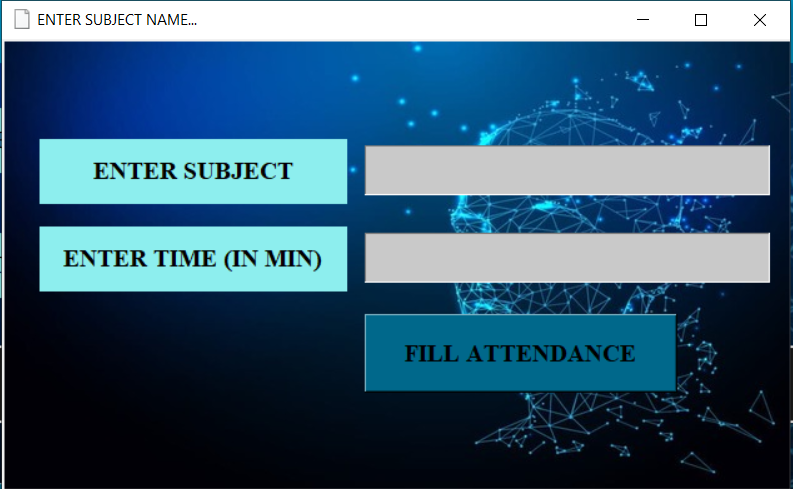 ENTER SUBJECT NAME...
ENTER SUBJECT
ENTER TIME (IN MIN)
FILL ATTENDANCE